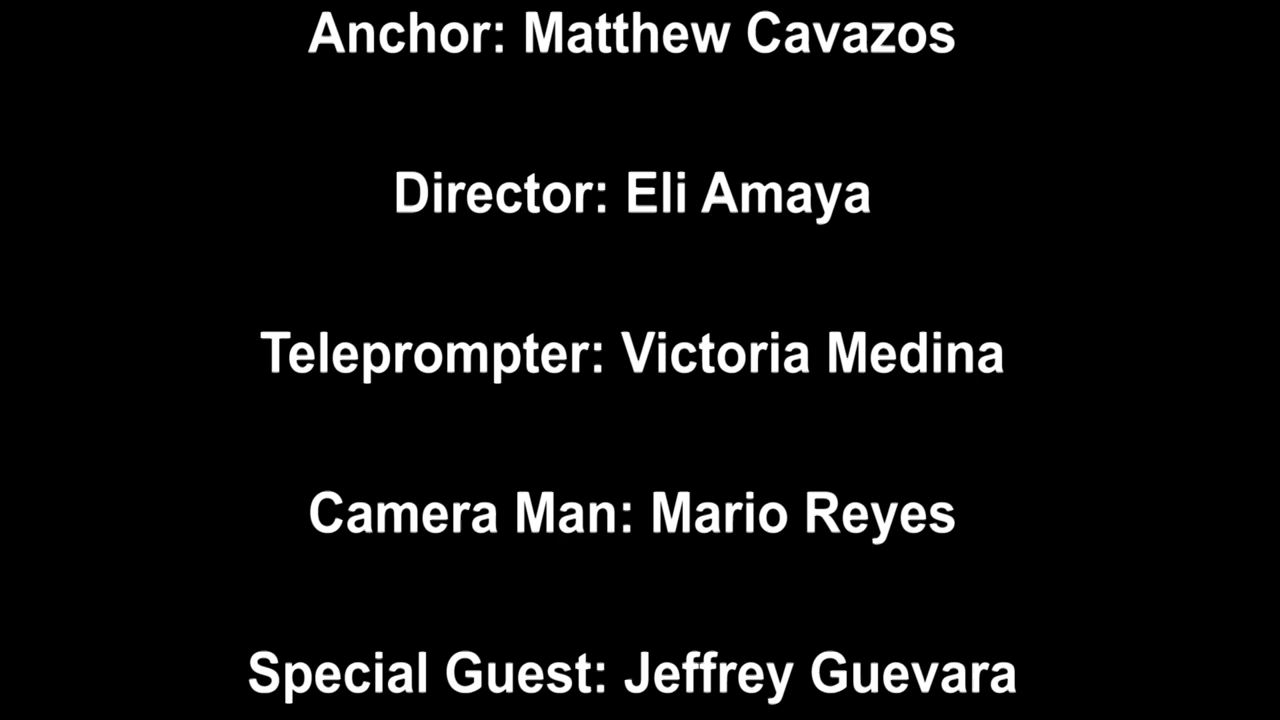 Anchor: Matthew Cavazos
Director: Eli Amaya
Teleprompter: Victoria Medina
Camera Man: Mario Reyes
Special Guest: Jeffrey Guevara